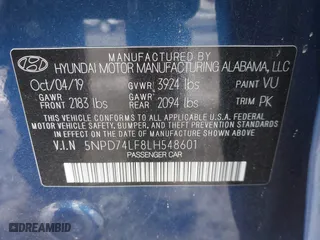 HYUNDAI MOTOR MANUFACTURING ALABAMA, LLC
Oct/04/19 GVWR 3924 lbs PAINT VU
GAWR FRONT 2183 lbs GAWR REAR 2094 lbs TRIM PK
THIS VEHICLE CONFORMS TO ALL APPLICABLE
FEDERAL MOTOR VEHICLE SAFETY, BUMPER, AND
THEFT PREVENTION STANDARDS IN
EFFECT ON THE DATE OF MANUFACTURE SHOWN ABOVE.
V.I.N 5NPD74LF8LH548601
PASSENGER CAR
DREAMBID